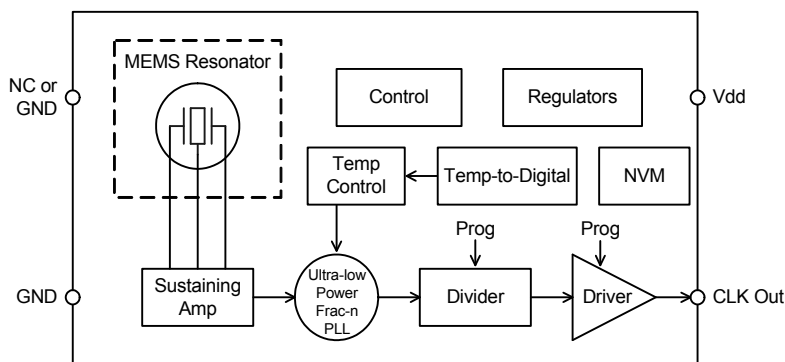 MEMS Resonator
NC or
GND
Control
Regulators
Vdd
Temp
Control
Temp-to-Digital
NVM
Prog
Prog
GND
Sustaining
Amp
Ultra-low
Power
Frac-n
PLL
Divider
Driver
CLK Out